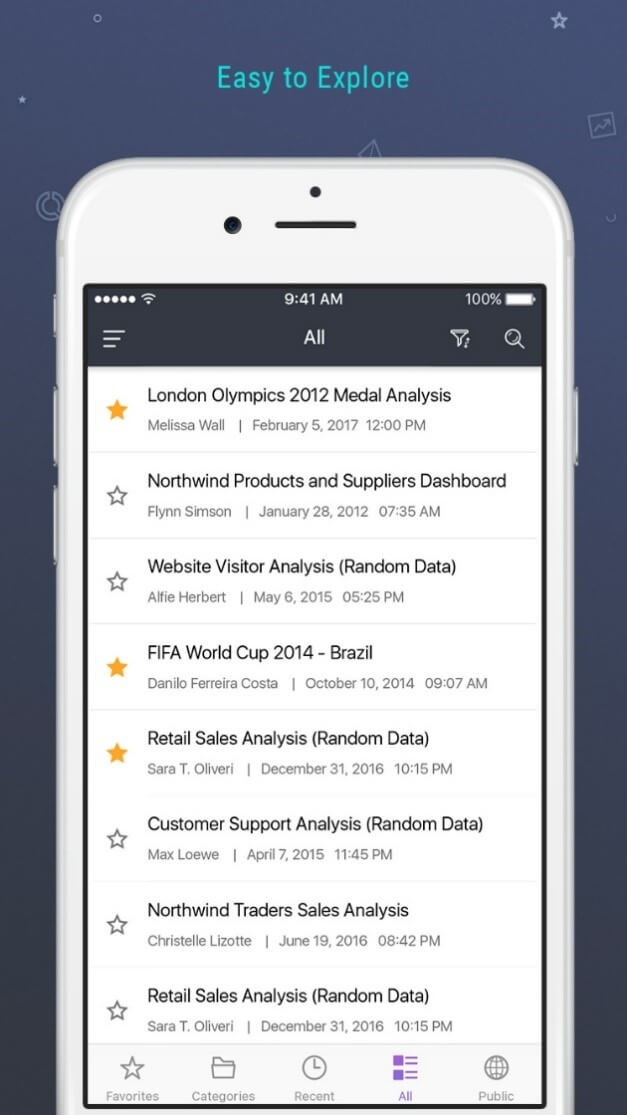 Easy to Explore
9:41 AM
100%
All
London Olympics 2012 Medal Analysis
Melissa Wall | February 5, 2017 12:00 PM
Northwind Products and Suppliers Dashboard
Flynn Simson | January 28, 2012 07:35 AM
Website Visitor Analysis (Random Data)
Alfie Herbert | May 6, 2015 05:25 PM
FIFA World Cup 2014 - Brazil
Danilo Ferreira Costa | October 10, 2014 09:07 AM
Retail Sales Analysis (Random Data)
Sara T. Oliveri | December 31, 2016 10:15 PM
Customer Support Analysis (Random Data)
Max Loewe | April 7, 2015 11:45 PM
Northwind Traders Sales Analysis
Christelle Lizotte | June 19, 2016 08:42 PM
Retail Sales Analysis (Random Data)
Sara T. Oliveri | December 31, 2016 10:15 PM
Favorites Categories Recent All Public